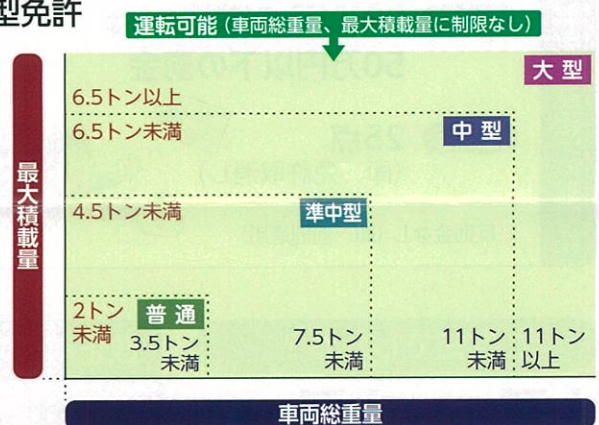 型免許
運転可能（車両総重量、最大積載量に制限なし）
大型
6.5トン以上
6.5トン未満
中型
最大積載量
4.5トン未満
準中型
2トン
未満
普通
3.5トン
未満
7.5トン
未満
11トン
未満
11トン
以上
車両総重量